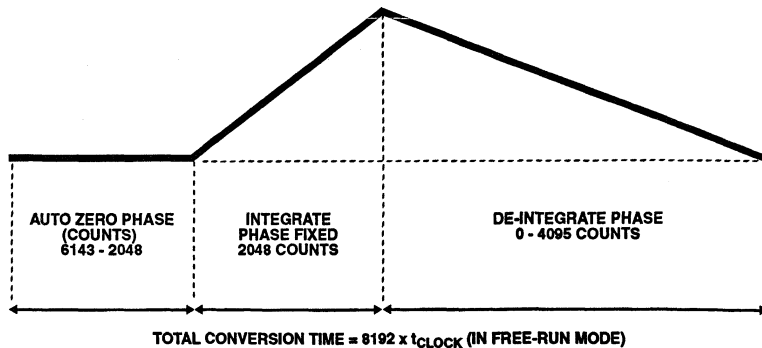 AUTO ZERO PHASE
(COUNTS)
6143 - 2048
INTEGRATE
PHASE FIXED
2048 COUNTS
DE-INTEGRATE PHASE
0 - 4095 COUNTS
TOTAL CONVERSION TIME = 8192 x tCLOCK (IN FREE-RUN MODE)